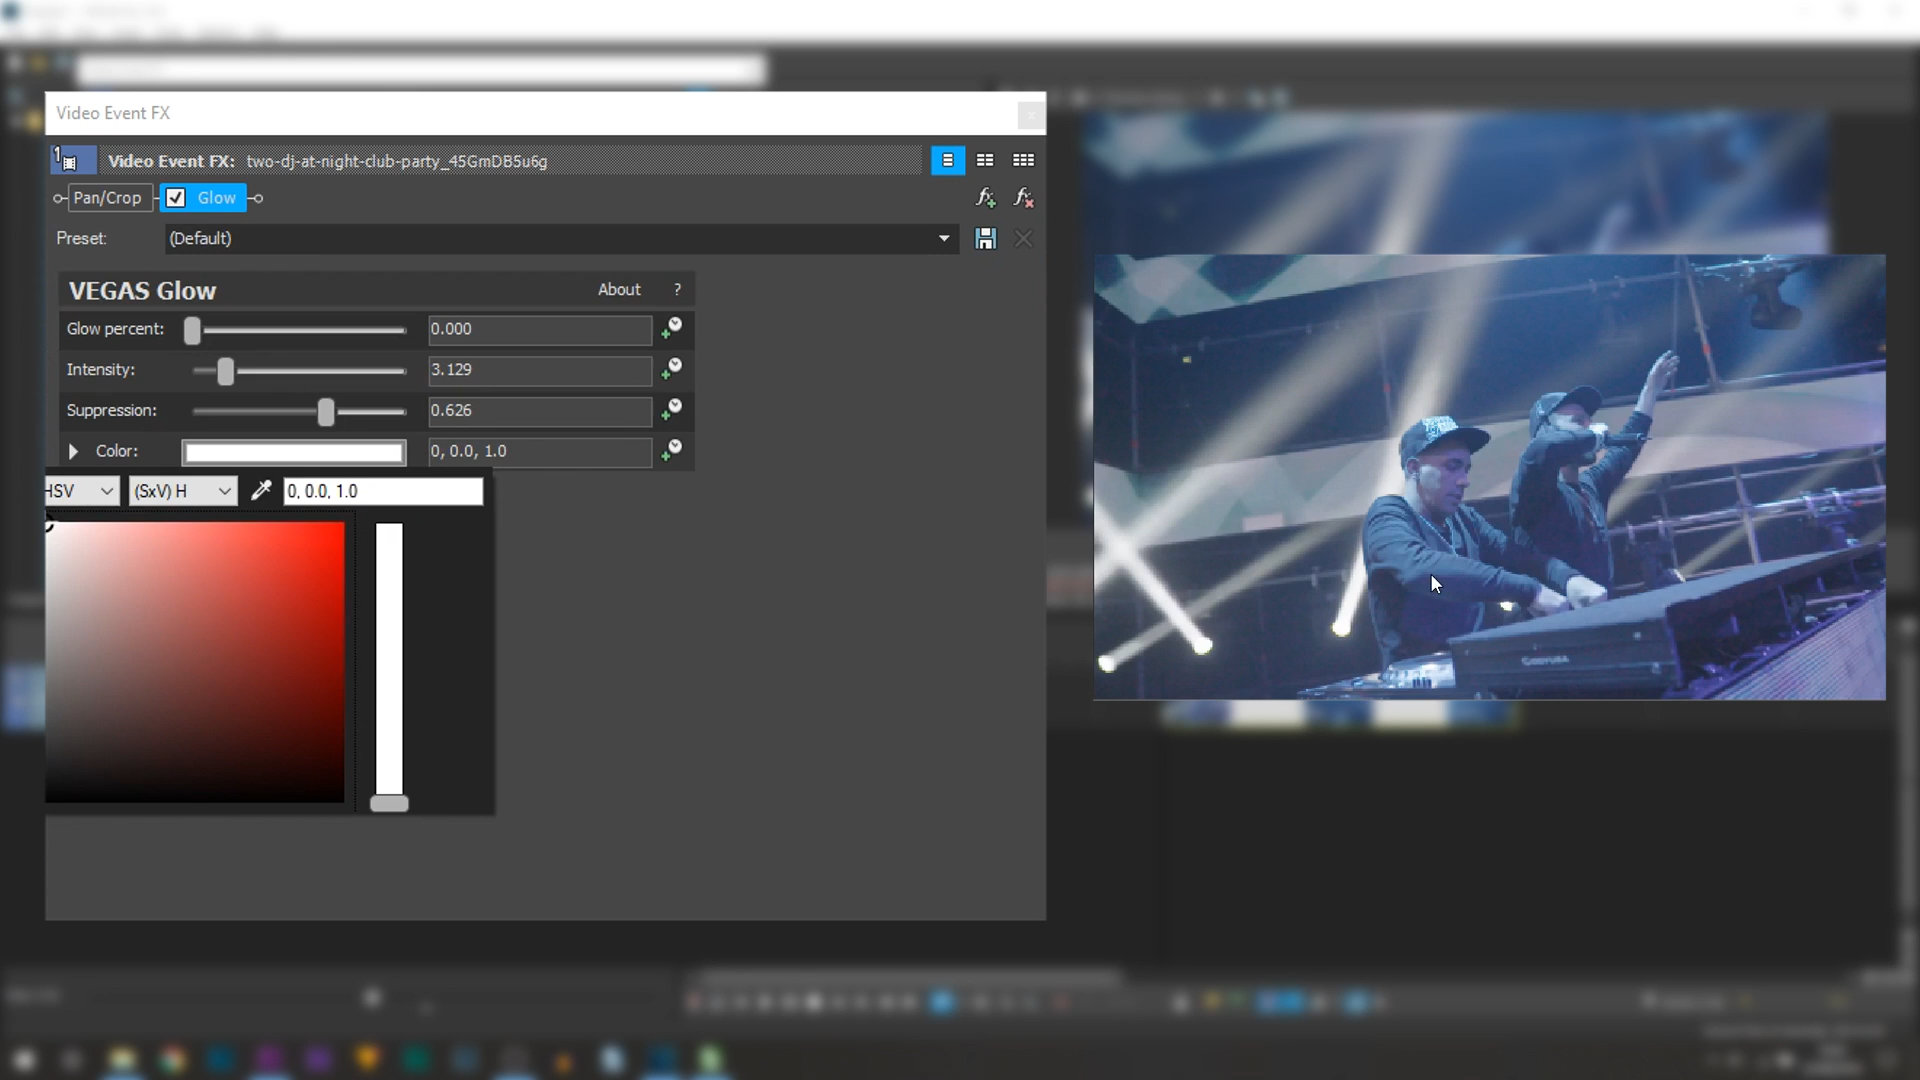 Video Event FX
x
1 Video Event FX: two-dj-at-night-club-party_45GmDB5u6g
Pan/Crop Glow
Preset: (Default)
VEGAS Glow About ?
Glow percent: 0.000
Intensity: 3.129
Suppression: 0.626
Color: 0, 0.0, 1.0
HSV (SxV) H 0, 0.0, 1.0